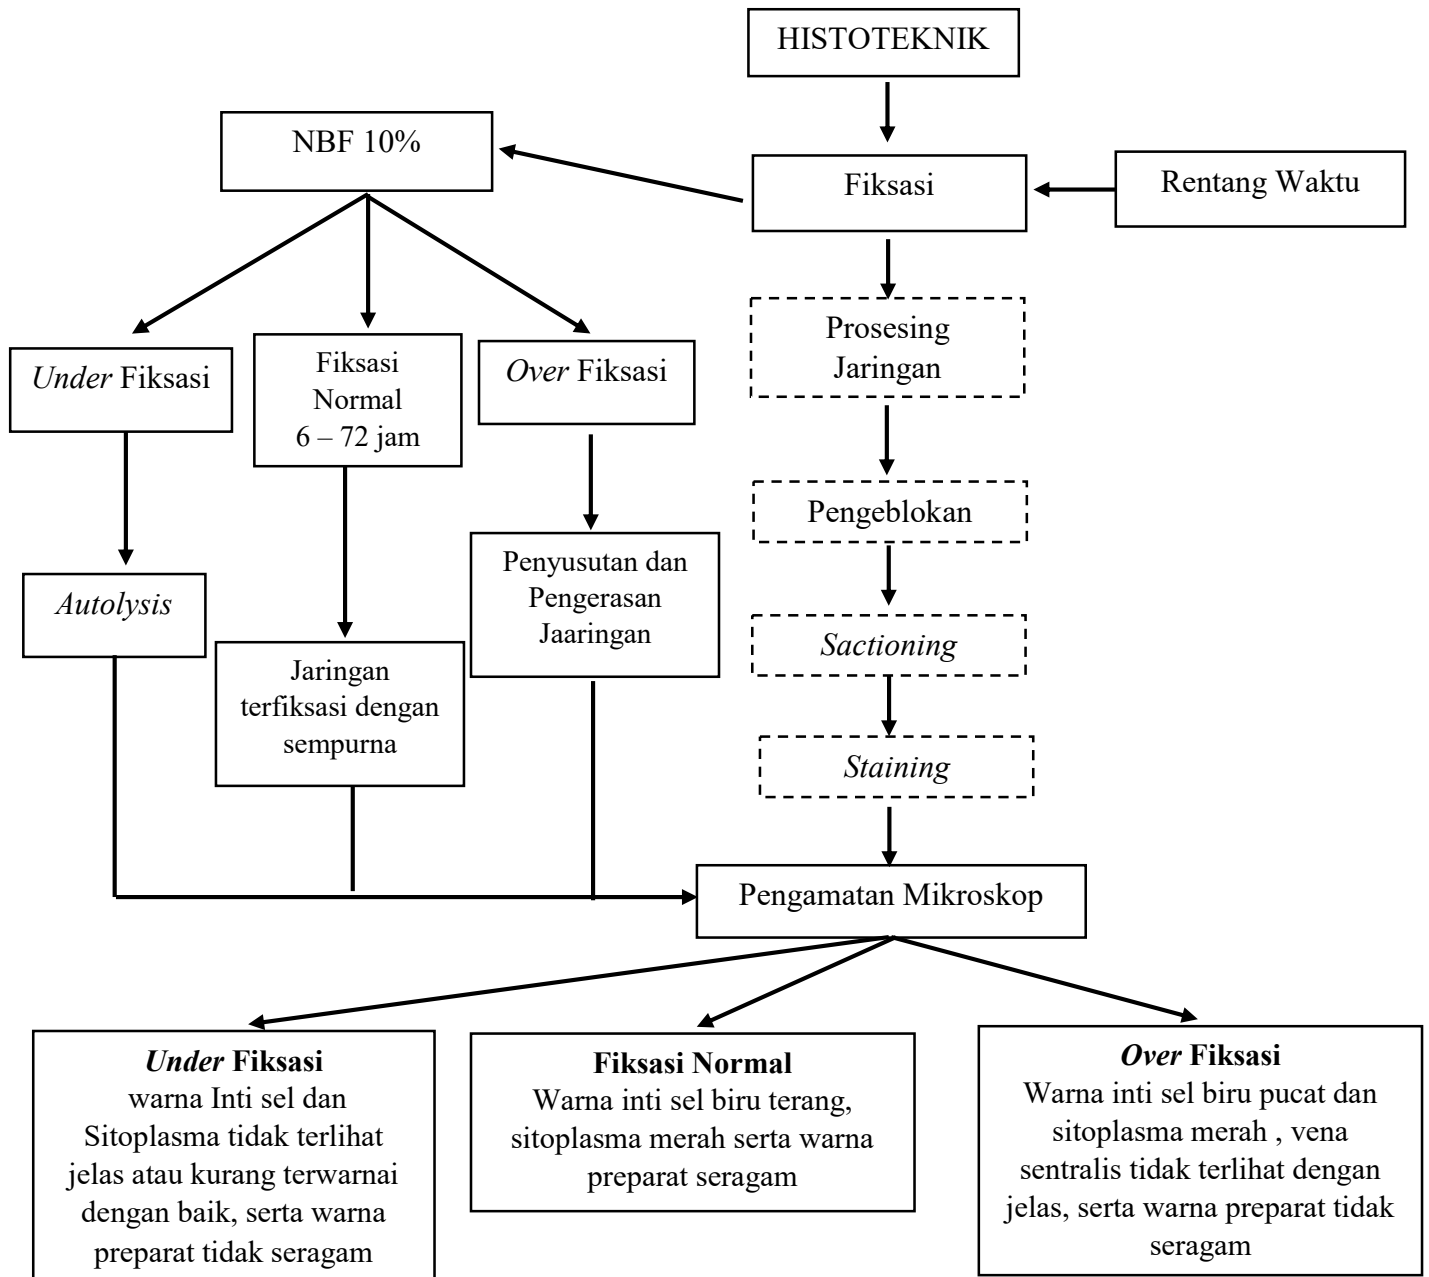 HISTOTEKNIK
NBF 10%
Fiksasi
Rentang Waktu
Under Fiksasi
Fiksasi
Normal
6 – 72 jam
Over Fiksasi
Prosesing
Jaringan
Pengeblokan
Autolysis
Penyusutan dan
Pengerasan
Jaaringan
Sactioning
Jaringan
terfiksasi dengan
sempurna
Staining
Pengamatan Mikroskop
Under Fiksasi
warna Inti sel dan
Sitoplasma tidak terlihat
jelas atau kurang terwarnai
dengan baik, serta warna
preparat tidak seragam
Fiksasi Normal
Warna inti sel biru terang,
sitoplasma merah serta warna
preparat seragam
Over Fiksasi
Warna inti sel biru pucat dan
sitoplasma merah , vena
sentralis tidak terlihat dengan
jelas, serta warna preparat tidak
seragam